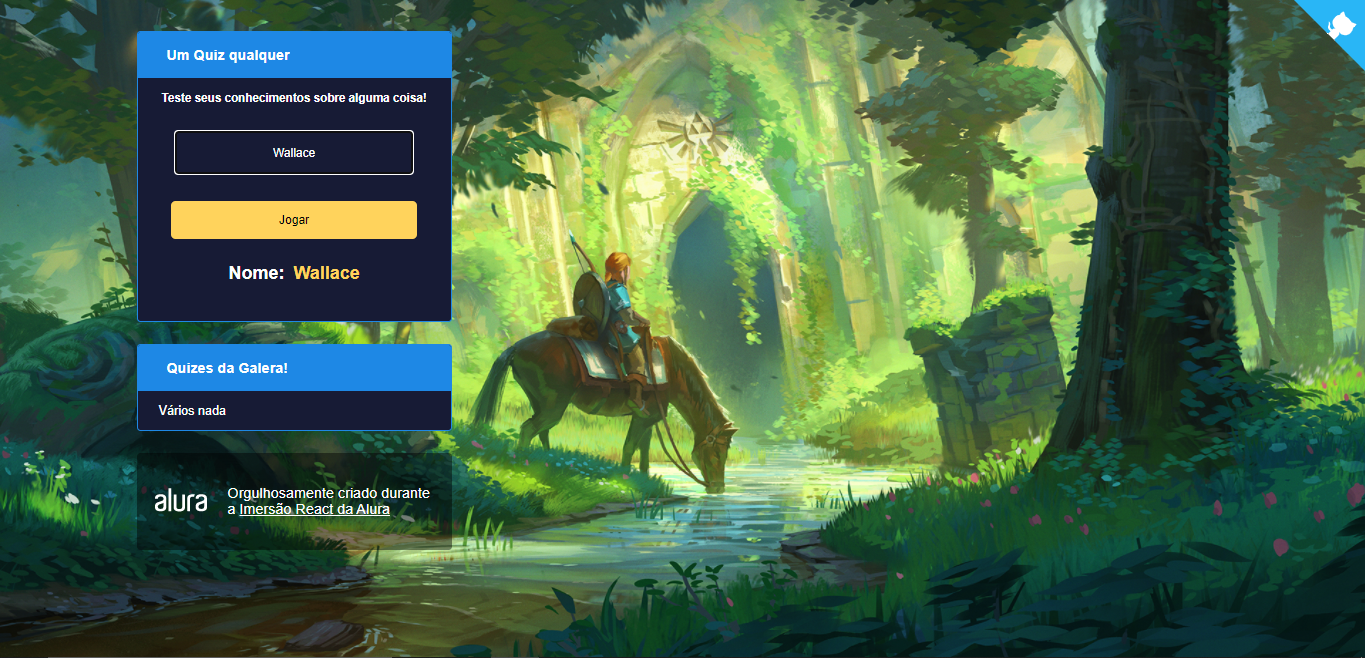 Um Quiz qualquer
Teste seus conhecimentos sobre alguma coisa!
Wallace
Jogar
Nome: Wallace
Quizes da Galera!
Vários nada
alura
Orgulhosamente criado durante
a Imersão React da Alura